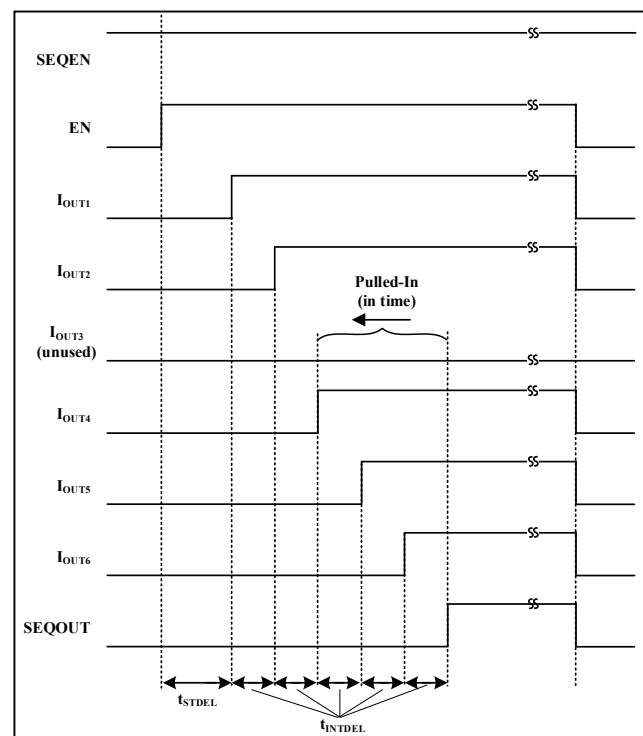 SEQEN
EN
IOUT1
IOUT2
Pulled-In
(in time)
IOUT3
(unused)
IOUT4
IOUT5
IOUT6
SEQOUT
tSTDEL
tINTDEL